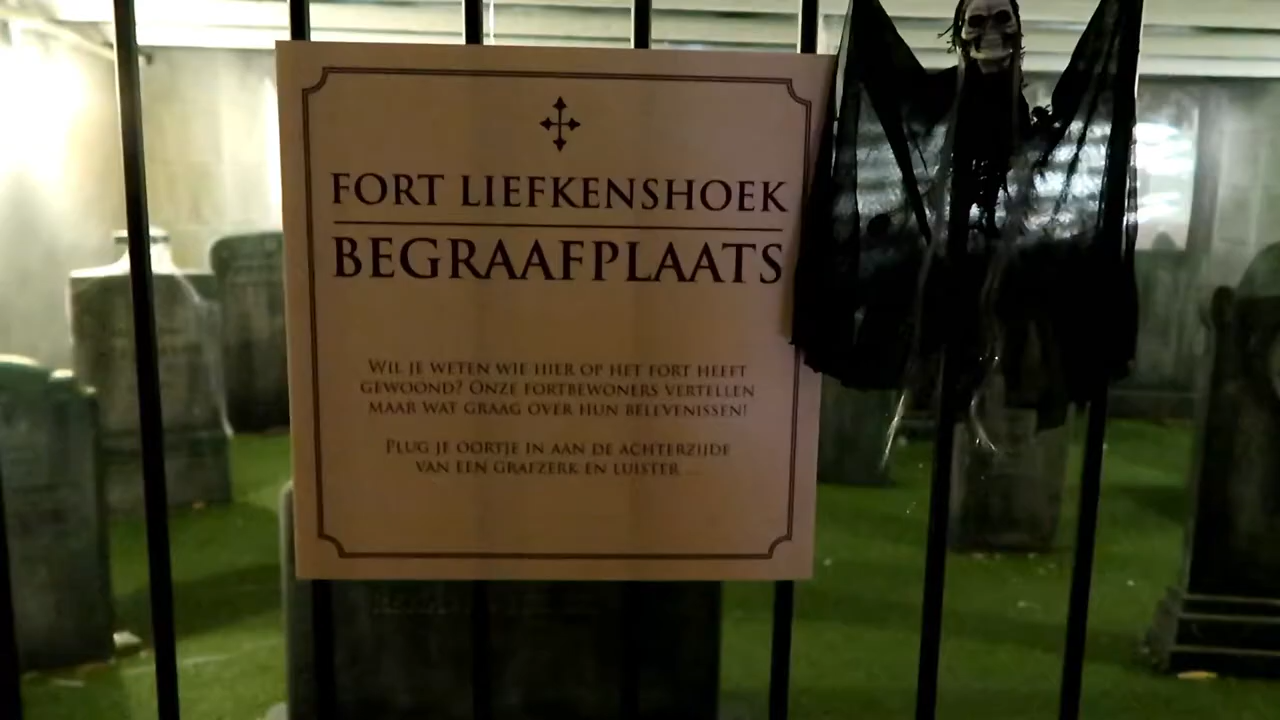 FORT LIEFKENSHOEK
BEGRAAFPLAATS
WIL JE WETEN WIE HIER OP HET FORT HEEFT
GEWOOND? ONZE FORTBEWONERS VERTELLEN
MAAR WAT GRAAG OVER HUN BELEVENISSEN!
PLUG JE OORTJE IN AAN DE ACHTERZIJDE
VAN EEN GRAFZERK EN LUISTER ...